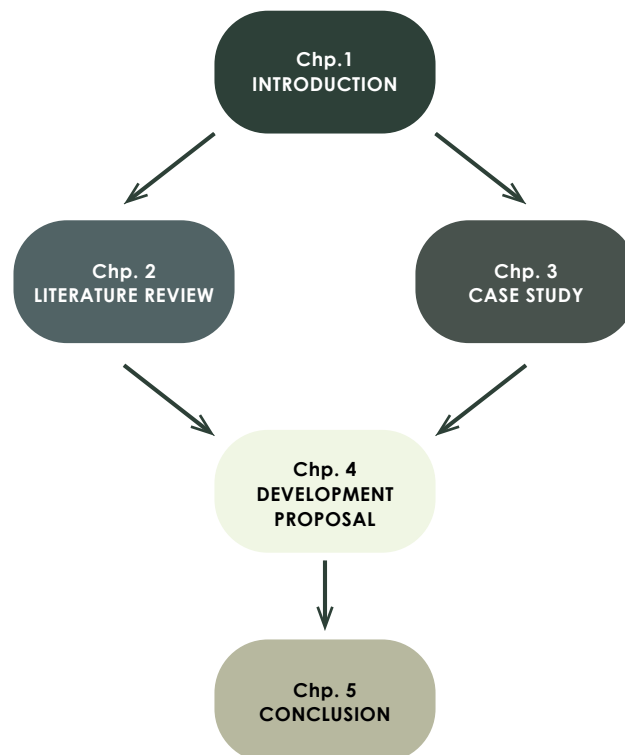 Chp.1
INTRODUCTION
Chp. 2
LITERATURE REVIEW
Chp. 3
CASE STUDY
Chp. 4
DEVELOPMENT
PROPOSAL
Chp. 5
CONCLUSION